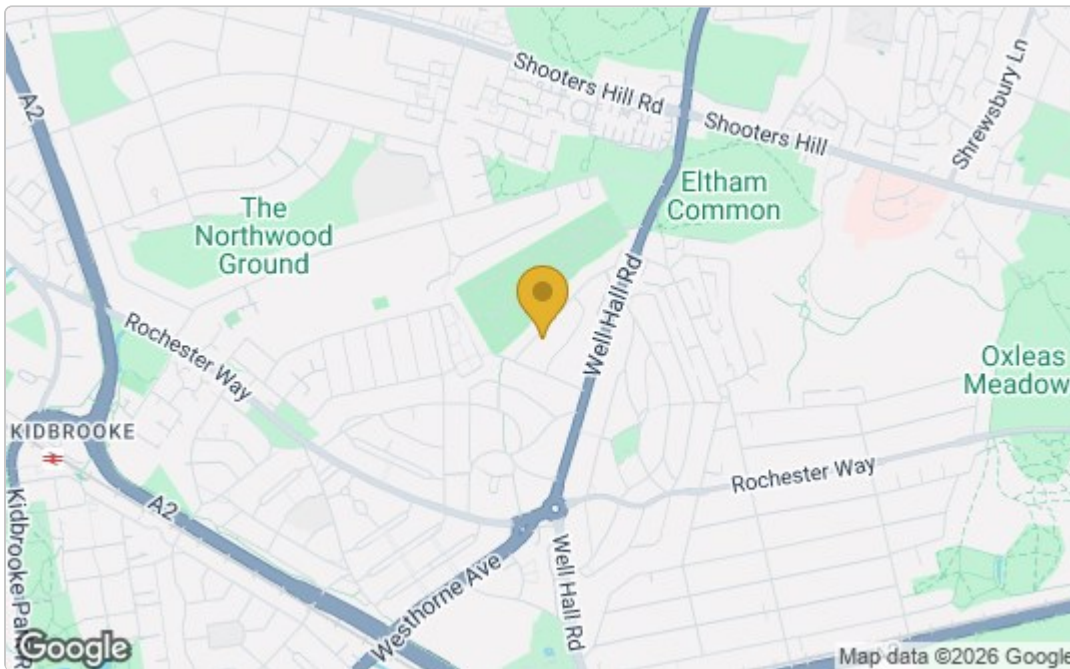 A2
Shooters Hill Rd
Shooters Hill
Shrewsbury Ln
Eltham
Common
The
Northwood
Ground
Well Hall Rd
Rochester Way
Oxleas
Meadow
KIDBROOKE
Rochester Way
A2
Kidbrooke Park R
Westhorne Ave
Well Hall Rd
A2
Google
Map data ©2026 Google